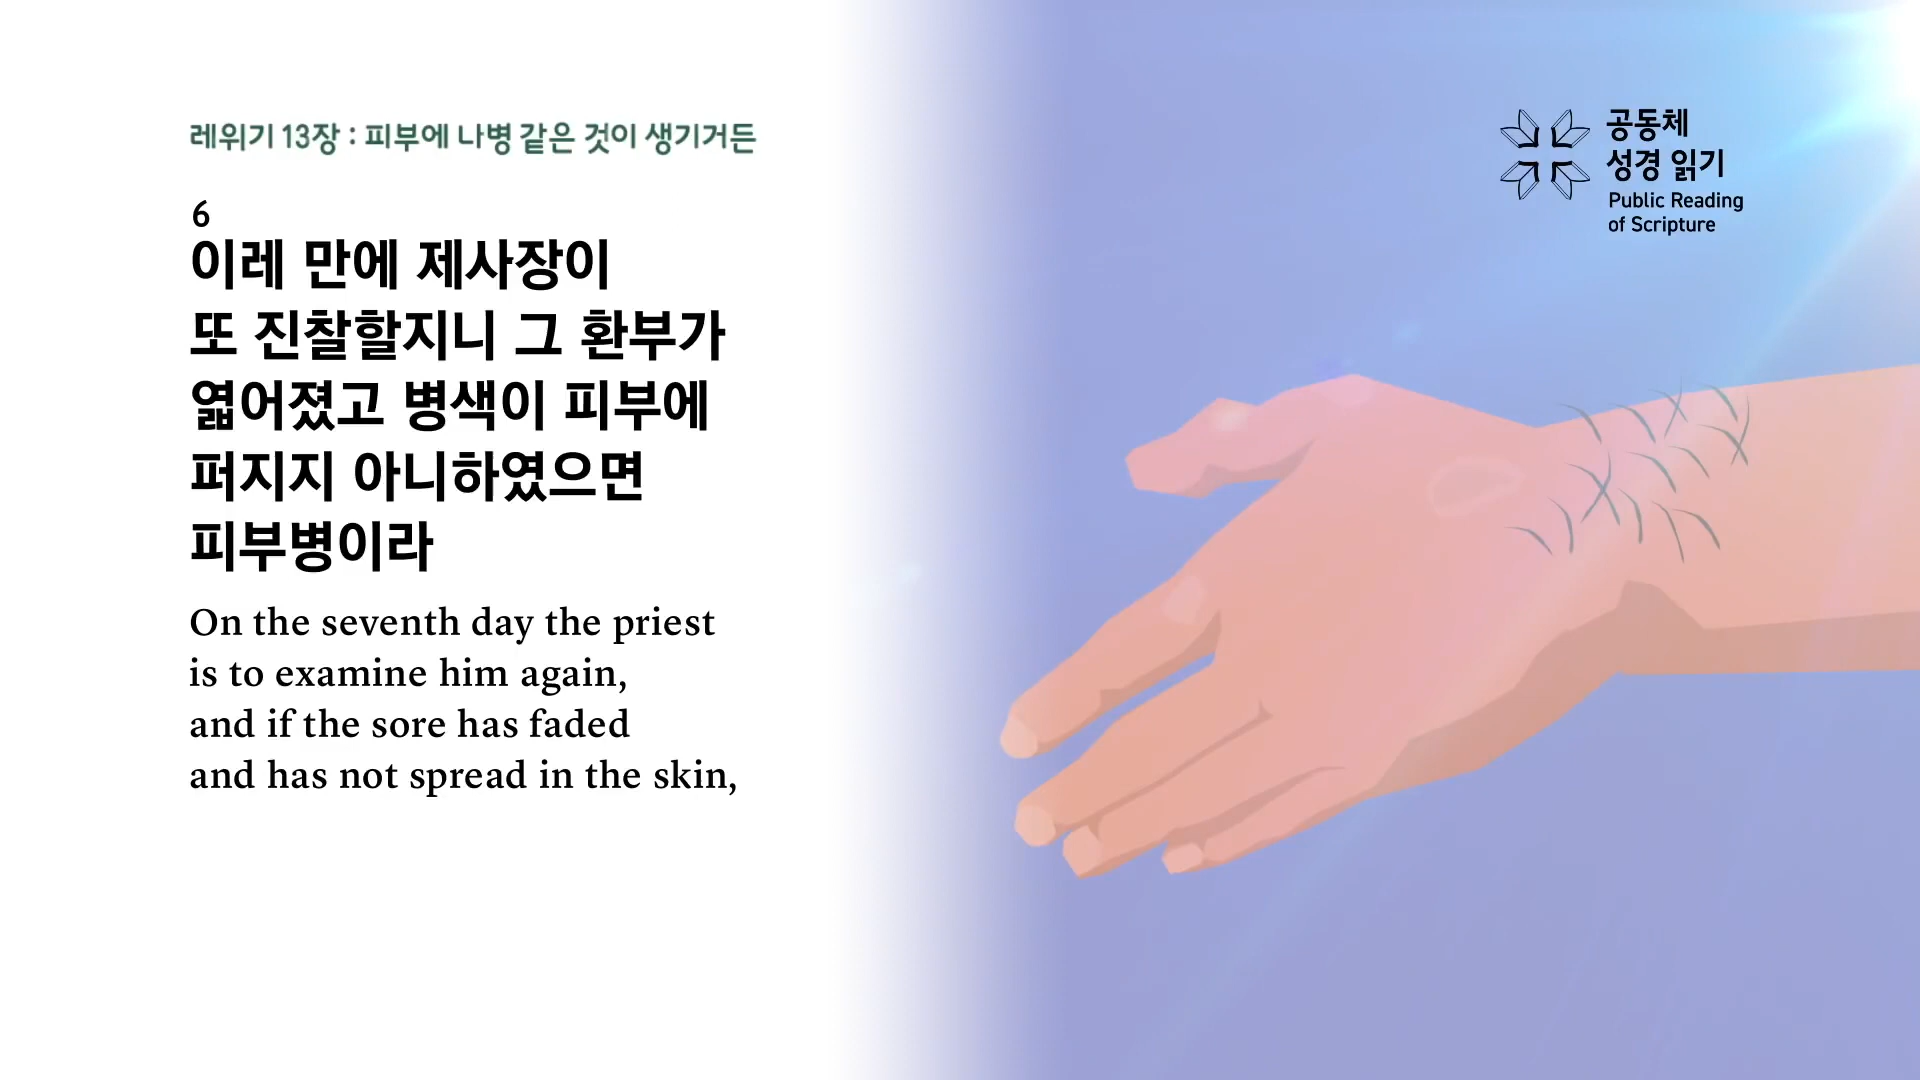 레위기 13장 : 피부에 나병 같은 것이 생기거든
6
이레 만에 제사장이
또 진찰할지니 그 환부가
엷어졌고 병색이 피부에
퍼지지 아니하였으면
피부병이라
On the seventh day the priest
is to examine him again,
and if the sore has faded
and has not spread in the skin,
공동체
성경 읽기
Public Reading
of Scripture